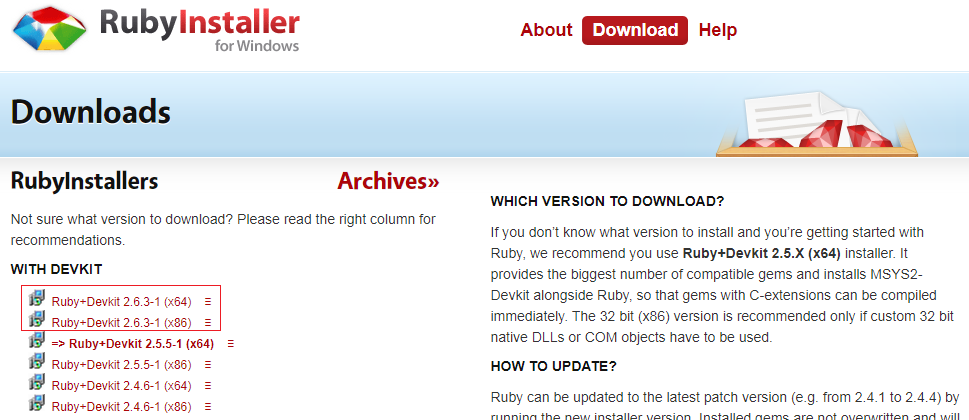 RubyInstaller
for Windows
About Download Help
Downloads
RubyInstallers Archives»
Not sure what version to download? Please read the right column for
recommendations.
WITH DEVKIT
Ruby+Devkit 2.6.3-1 (x64) ≡
Ruby+Devkit 2.6.3-1 (x86) ≡
=> Ruby+Devkit 2.5.5-1 (x64) ≡
Ruby+Devkit 2.5.5-1 (x86) ≡
Ruby+Devkit 2.4.6-1 (x64) ≡
Ruby+Devkit 2.4.6-1 (x86) ≡
WHICH VERSION TO DOWNLOAD?
If you don’t know what version to install and you’re getting started with
Ruby, we recommend you use Ruby+Devkit 2.5.X (x64) installer. It
provides the biggest number of compatible gems and installs MSYS2-
Devkit alongside Ruby, so that gems with C-extensions can be compiled
immediately. The 32 bit (x86) version is recommended only if custom 32 bit
native DLLs or COM objects have to be used.
HOW TO UPDATE?
Ruby can be updated to the latest patch version (e.g. from 2.4.1 to 2.4.4) by
running the new installer version. Installed gems are not overwritten and will